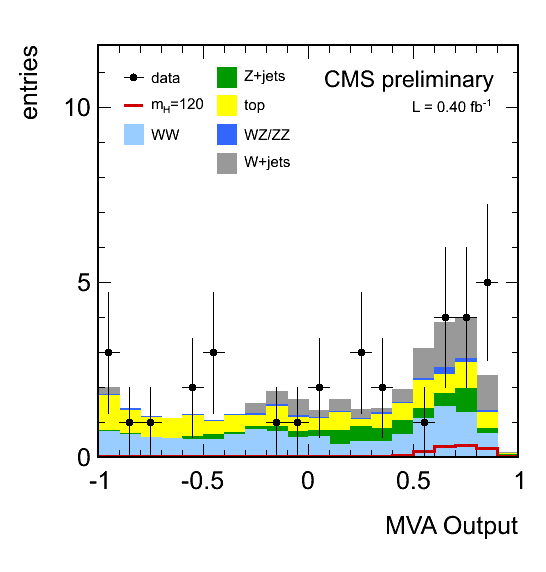 entries
10
5
0
data
mH=120
WW
Z+jets
top
WZ/ZZ
W+jets
CMS preliminary
L = 0.40 fb-1
-1
-0.5
0
0.5
1
MVA Output